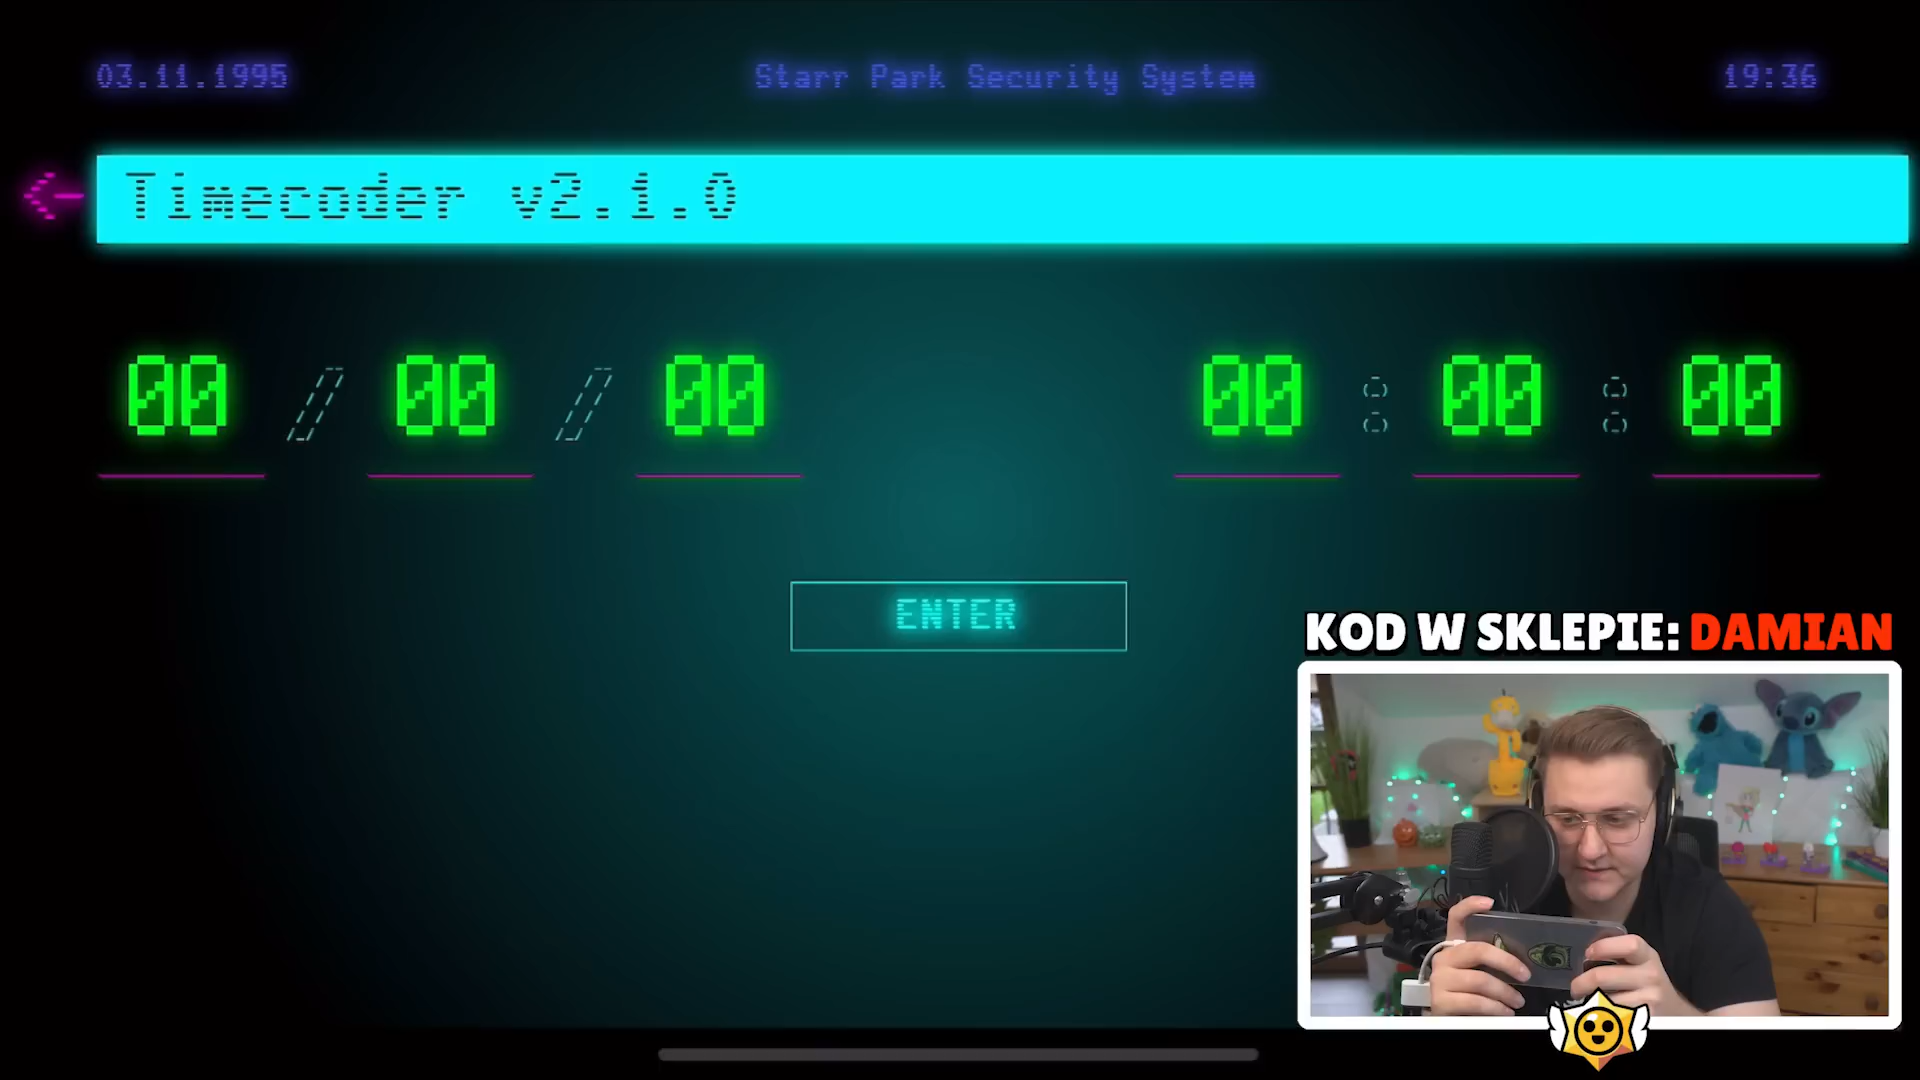 03.11.1995 Starr Park Security System 19:36
← Timecoder v2.1.0
00 / 00 / 00 00 : 00 : 00
ENTER
KOD W SKLEPIE: DAMIAN